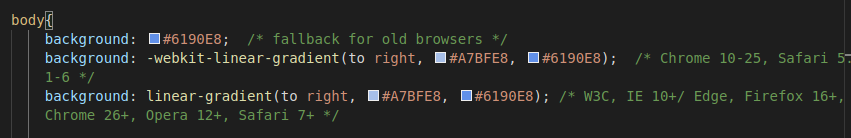 body{
background: #6190E8;  /* fallback for old browsers */
background: -webkit-linear-gradient(to right, #A7BFE8, #6190E8);  /* Chrome 10-25, Safari 5.
1-6 */
background: linear-gradient(to right, #A7BFE8, #6190E8); /* W3C, IE 10+/ Edge, Firefox 16+,
Chrome 26+, Opera 12+, Safari 7+ */